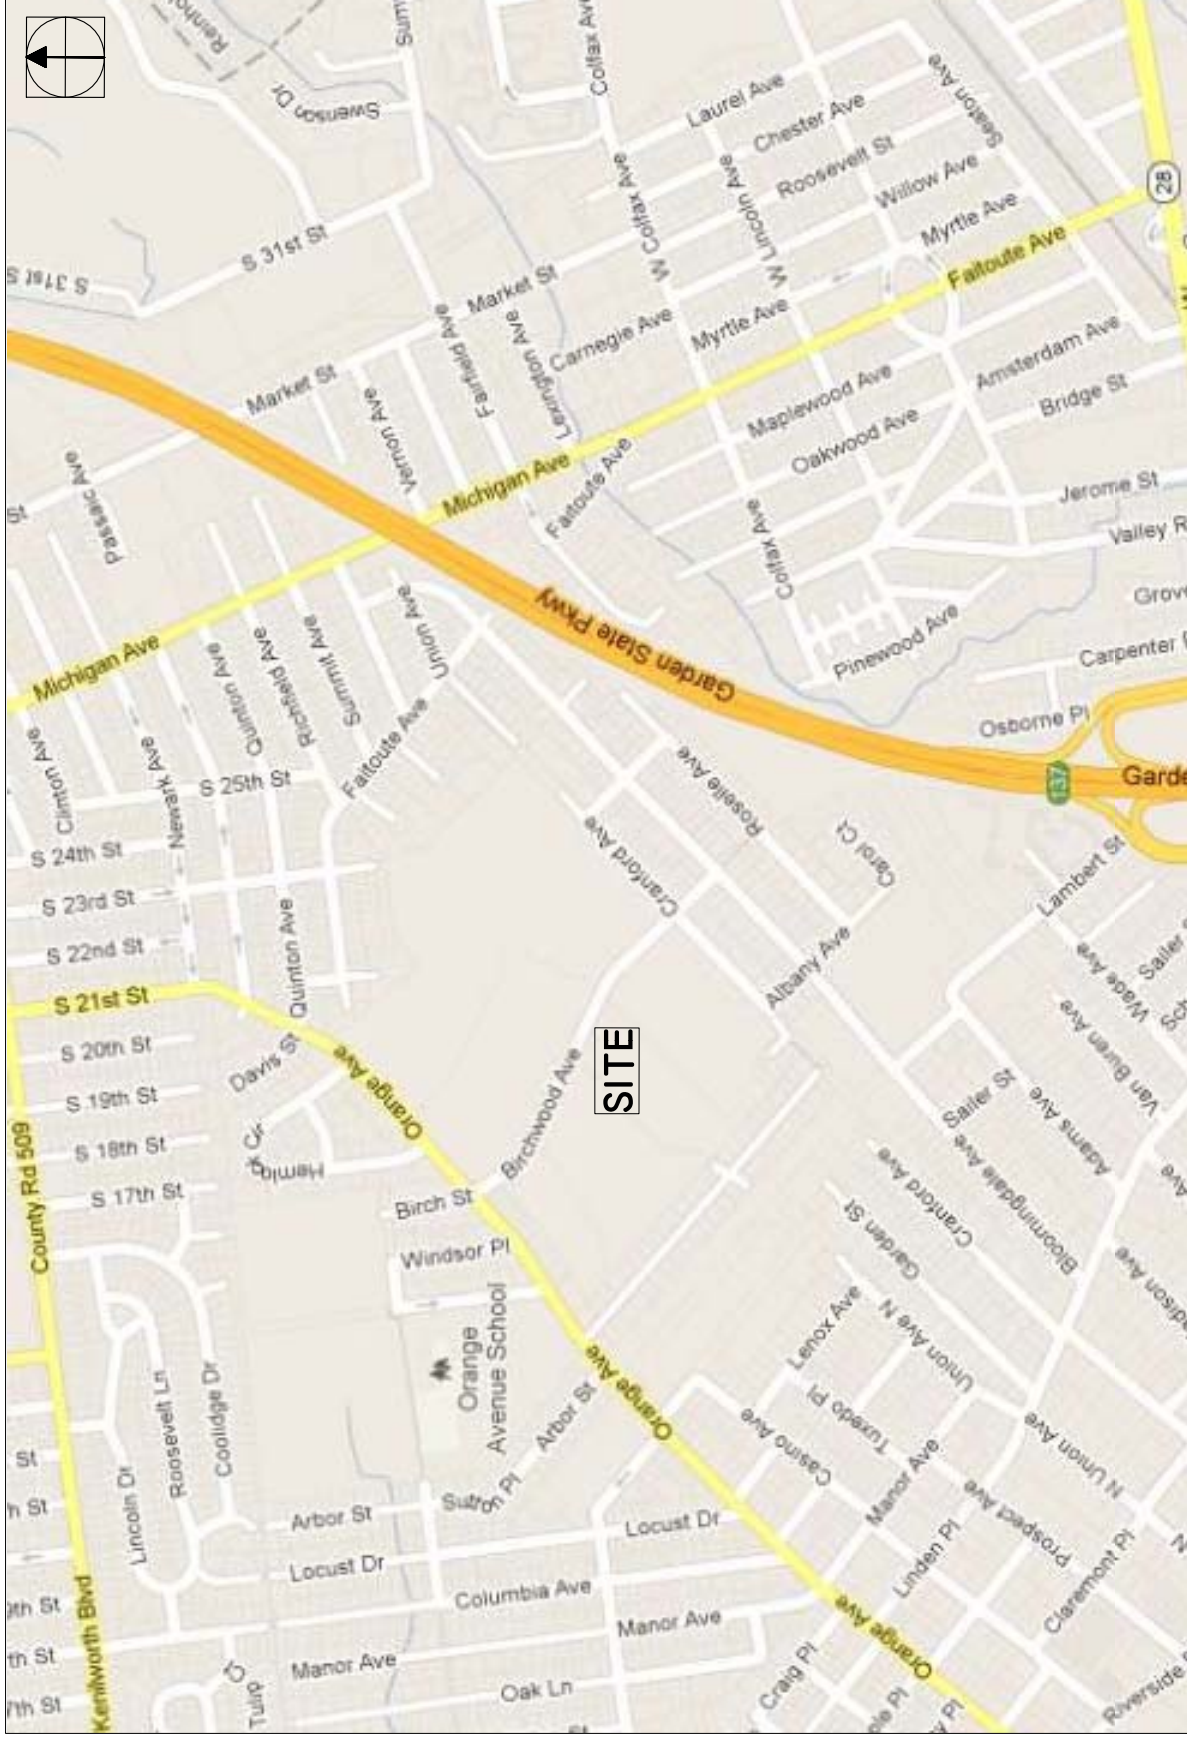 Kenilworth Blvd
County Rd 509
7th St
S 17th St
S 18th St
S 19th St
S 20th St
S 21st St
S 22nd St
S 23rd St
S 24th St
S 25th St
Clinton Ave
Michigan Ave
Newark Ave
Passaic Ave
S 31st S
S 31st St
Reinho
Swenson Dr
Lincoln Dr
Roosevelt Ln
Coolidge Dr
Tulip Ct
Davis St
Quinton Ave
Quinton Ave
Richfield Ave
Summit Ave
Market St
Manor Ave
Locust Dr
Arbor St
Orange Ave
Faitoute Ave
Union Ave
Vernon Ave
Fairfield Ave
Market St
Birch St
Windsor Pl
Orange
Avenue School
Sutton Pl
Arbor St
Columbia Ave
Oak Ln
Michigan Ave
Lexington Ave
Birchwood Ave
SITE
Garden State Pkwy
Faitoute Ave
Carnegie Ave
Colfax Ave
W Colfax Ave
W Colfax Ave
Orange Ave
Locust Dr
Manor Ave
Cranford Ave
Roselle Ave
Myrtle Ave
Laurel Ave
W Lincoln Ave
W Lincoln Ave
Chester Ave
Roosevelt St
Colfax Ave
Maplewood Ave
Oakwood Ave
Albany Ave
Carol Ct
Pinewood Ave
Willow Ave
Myrtle Ave
Seaton Ave
Faitoute Ave
Casino Ave
Lenox Ave
Tuxedo Pl
Garden St
Cranford Ave
Union Ave N
Bloomingdale Ave
Sailer St
Craig Pl
Orange Ave
Manor Ave
Linden Pl
Prospect Ave
Claremont Pl
N Union Ave
Adams Ave
Van Buren Ave
Wade Ave
Lambert St
Osborne Pl
137
Garde
Amsterdam Ave
Bridge St
Jerome St
Valley R
Grove
Carpenter
Sailer
Riverside
28